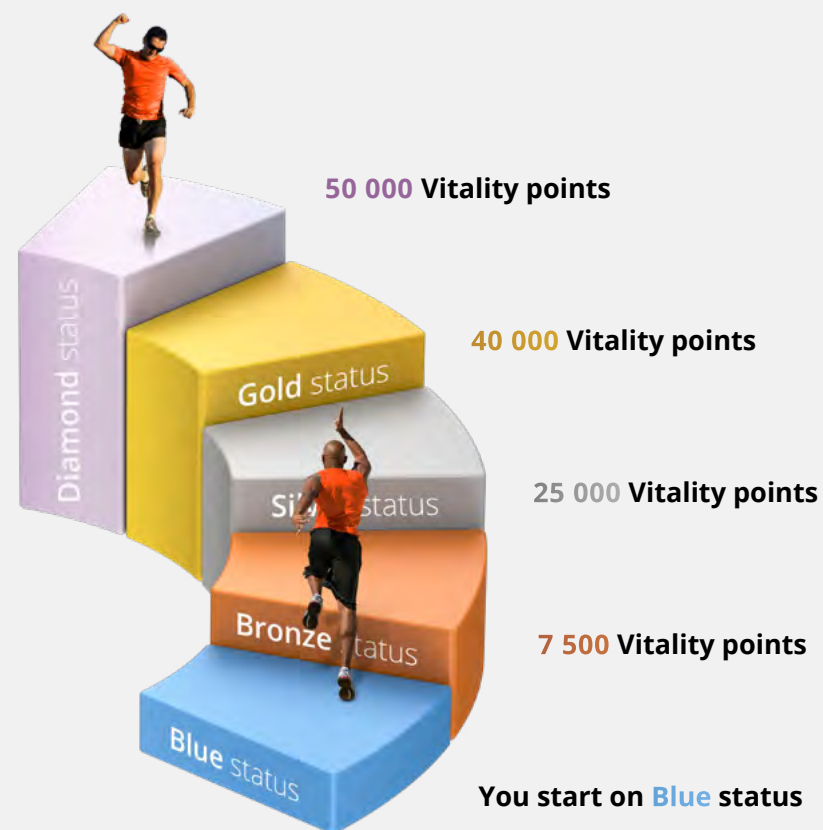 50 000 Vitality points
Diamond status
40 000 Vitality points
Gold status
25 000 Vitality points
status
7 500 Vitality points
Bronze status
Blue status
You start on Blue status